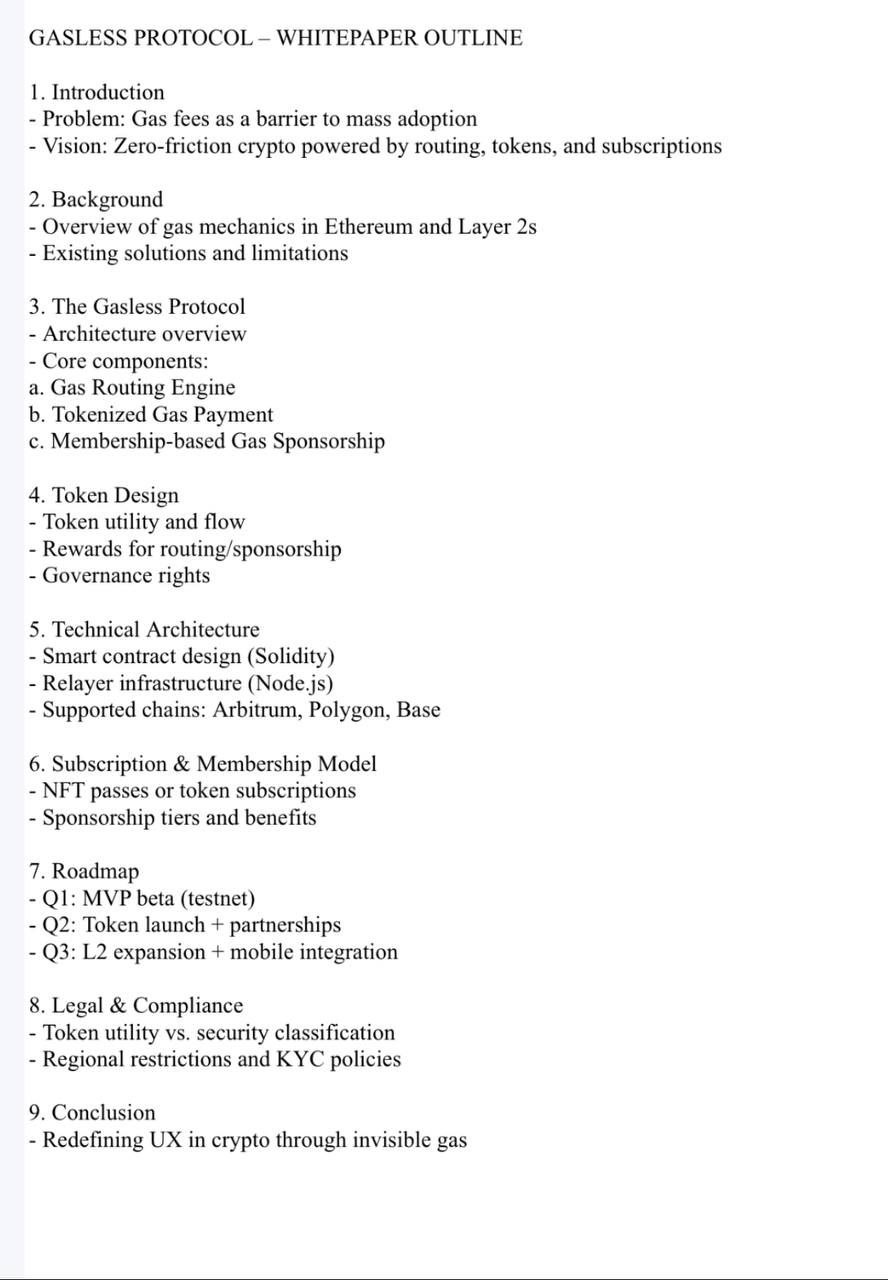 GASLESS PROTOCOL – WHITEPAPER OUTLINE
1. Introduction
- Problem: Gas fees as a barrier to mass adoption
- Vision: Zero-friction crypto powered by routing, tokens, and subscriptions
2. Background
- Overview of gas mechanics in Ethereum and Layer 2s
- Existing solutions and limitations
3. The Gasless Protocol
- Architecture overview
- Core components:
a. Gas Routing Engine
b. Tokenized Gas Payment
c. Membership-based Gas Sponsorship
4. Token Design
- Token utility and flow
- Rewards for routing/sponsorship
- Governance rights
5. Technical Architecture
- Smart contract design (Solidity)
- Relayer infrastructure (Node.js)
- Supported chains: Arbitrum, Polygon, Base
6. Subscription & Membership Model
- NFT passes or token subscriptions
- Sponsorship tiers and benefits
7. Roadmap
- Q1: MVP beta (testnet)
- Q2: Token launch + partnerships
- Q3: L2 expansion + mobile integration
8. Legal & Compliance
- Token utility vs. security classification
- Regional restrictions and KYC policies
9. Conclusion
- Redefining UX in crypto through invisible gas